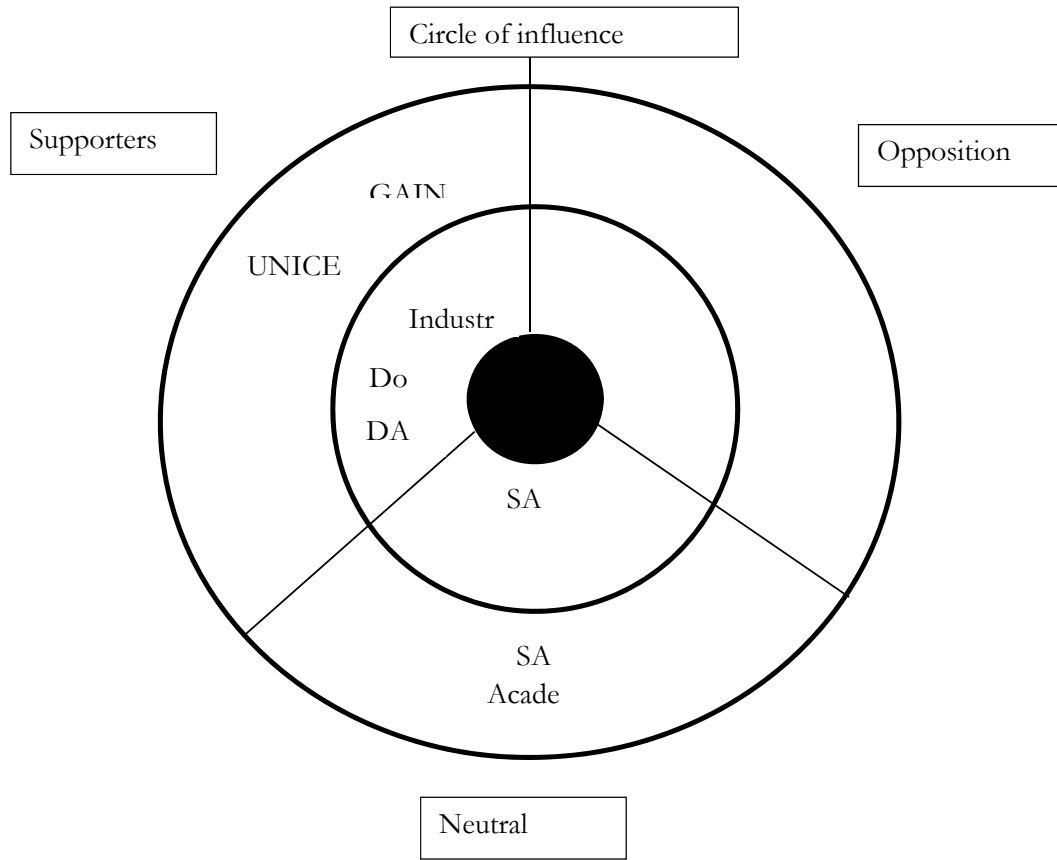 Circle of influence
Supporters
Opposition
GAIN
UNICE
Industr
Do
DA
SA
SA
Acade
Neutral